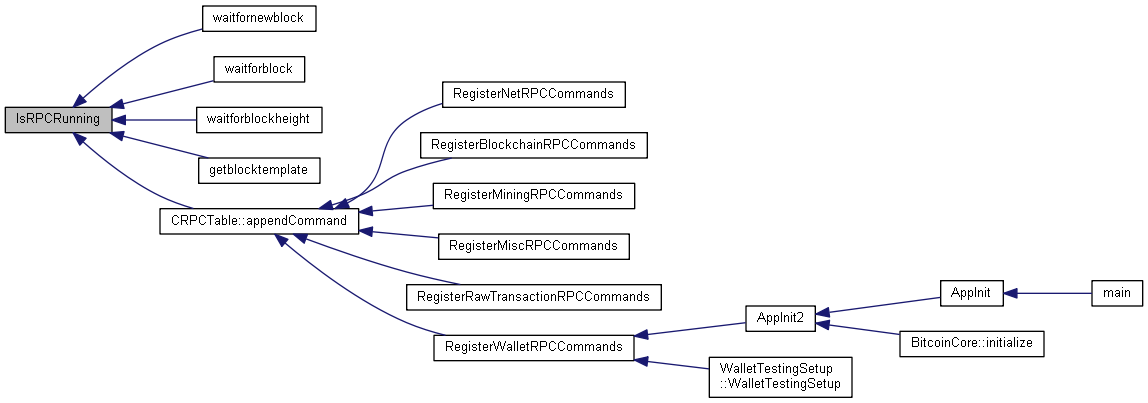 waitfornewblock
waitforblock
IsRPCRunning
waitforblockheight
getblocktemplate
CRPCTable::appendCommand
RegisterNetRPCCommands
RegisterBlockchainRPCCommands
RegisterMiningRPCCommands
RegisterMiscRPCCommands
RegisterRawTransactionRPCCommands
RegisterWalletRPCCommands
AppInit2
AppInit
main
BitcoinCore::initialize
WalletTestingSetup
::WalletTestingSetup